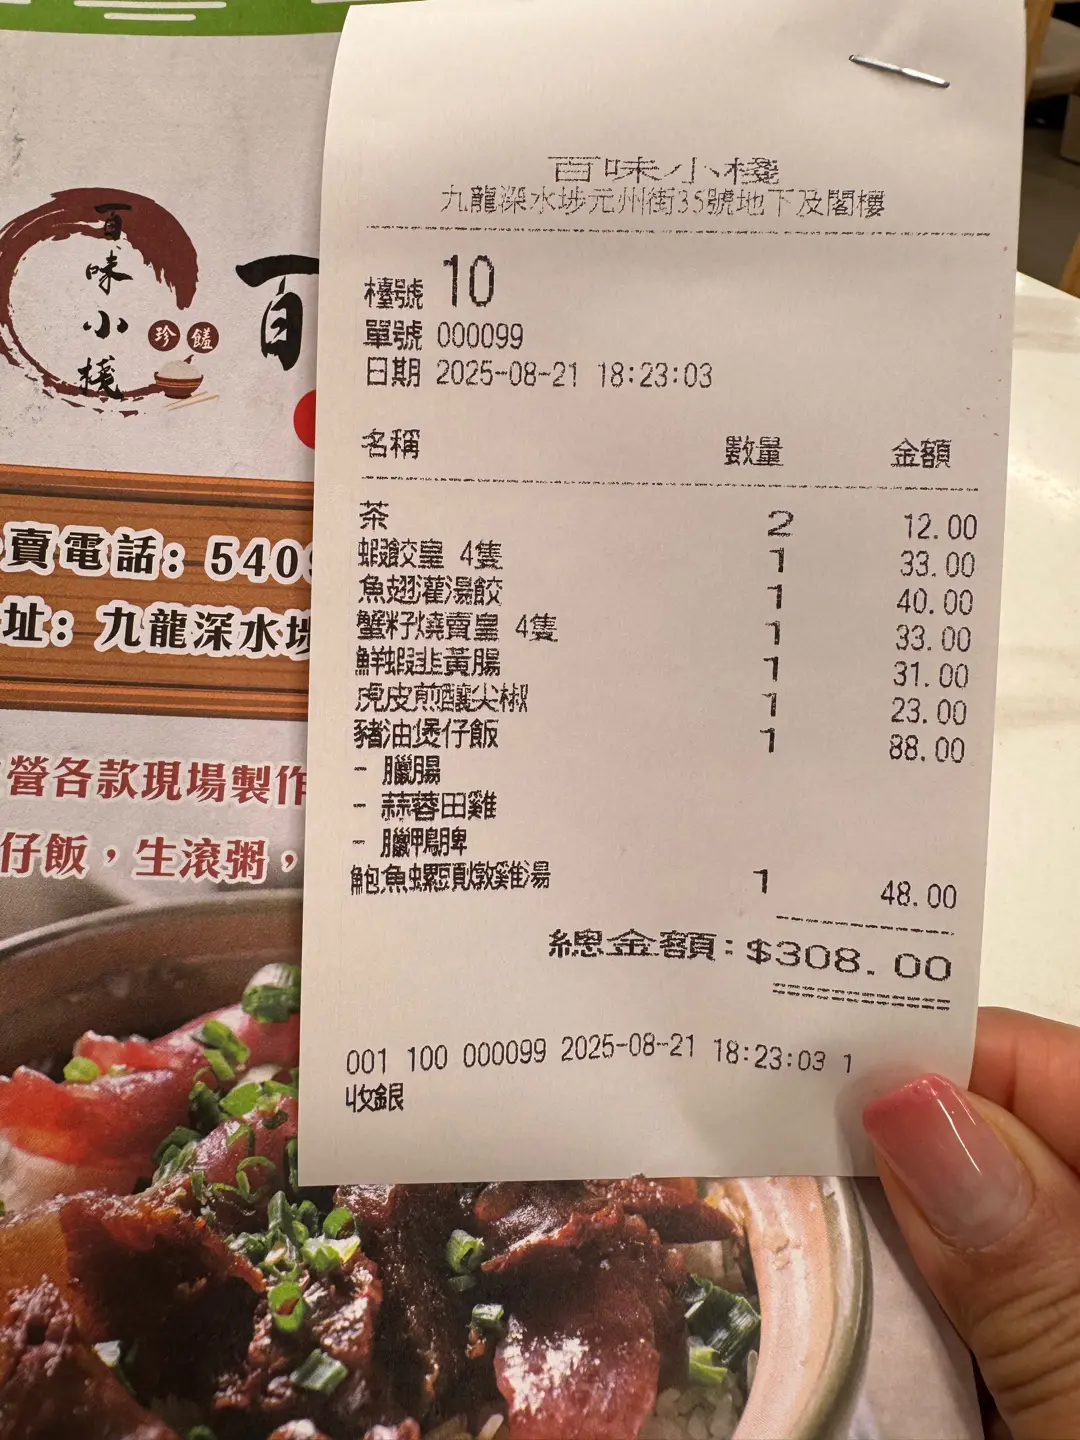 百味小棧
九龍深水埗元州街35號地下及閣樓
檯號 10
單號 000099
日期 2025-08-21 18:23:03
名稱 數量 金額
茶 2 12.00
蝦餃皇 4隻 1 33.00
魚翅灌湯餃 1 40.00
蟹籽燒賣皇 4隻 1 33.00
鮮蝦韭黃腸 1 31.00
虎皮煎釀尖椒 1 23.00
豬油煲仔飯 1 88.00
- 臘腸
- 蒜蓉田雞
- 臘鴨脾
鮑魚螺頭燉雞湯 1 48.00
總金額:$308.00
001 100 000099 2025-08-21 18:23:03 1
收銀
百味小棧
珍饈
百
賣電話: 5409
址: 九龍深水埗
營各款現場製作
仔飯，生滾粥，